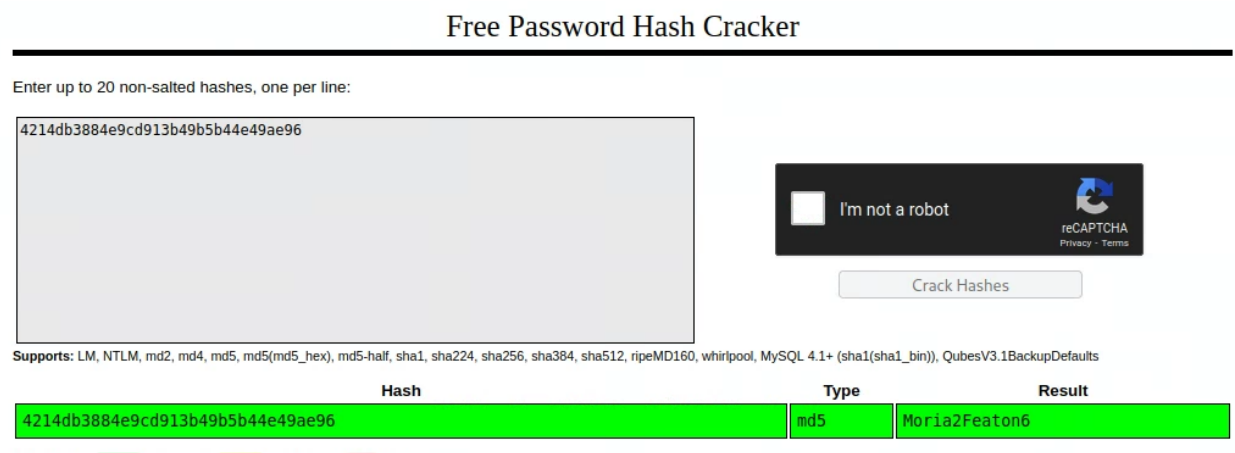 Free Password Hash Cracker
Enter up to 20 non-salted hashes, one per line:
4214db3884e9cd913b49b5b44e49ae96
I'm not a robot
reCAPTCHA
Privacy - Terms
Crack Hashes
Supports: LM, NTLM, md2, md4, md5, md5(md5_hex), md5-half, sha1, sha224, sha256, sha384, sha512, ripeMD160, whirlpool, MySQL 4.1+ (sha1(sha1_bin)), QubesV3.1BackupDefaults
Hash Type Result
4214db3884e9cd913b49b5b44e49ae96 md5 Moria2Featon6